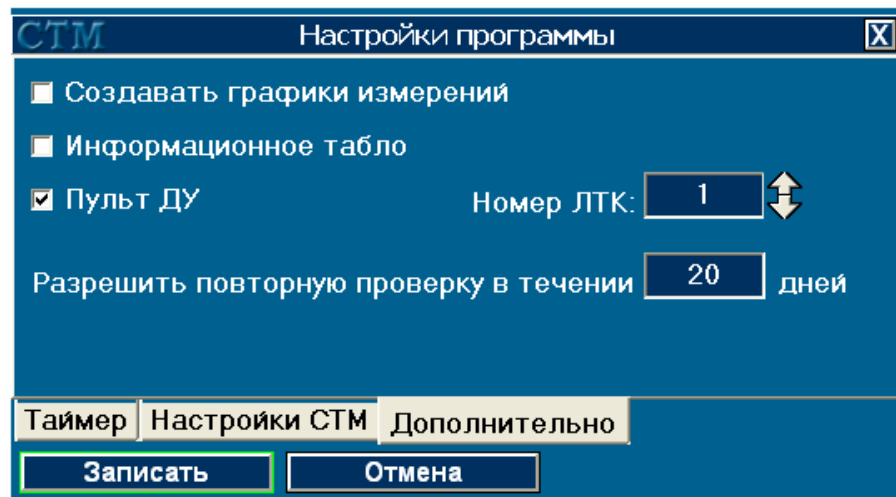 СТМ Настройки программы X
Создавать графики измерений
Информационное табло
Пульт ДУ Номер ЛТК: 1
Разрешить повторную проверку в течении 20 дней
Таймер Настройки СТМ Дополнительно
Записать Отмена